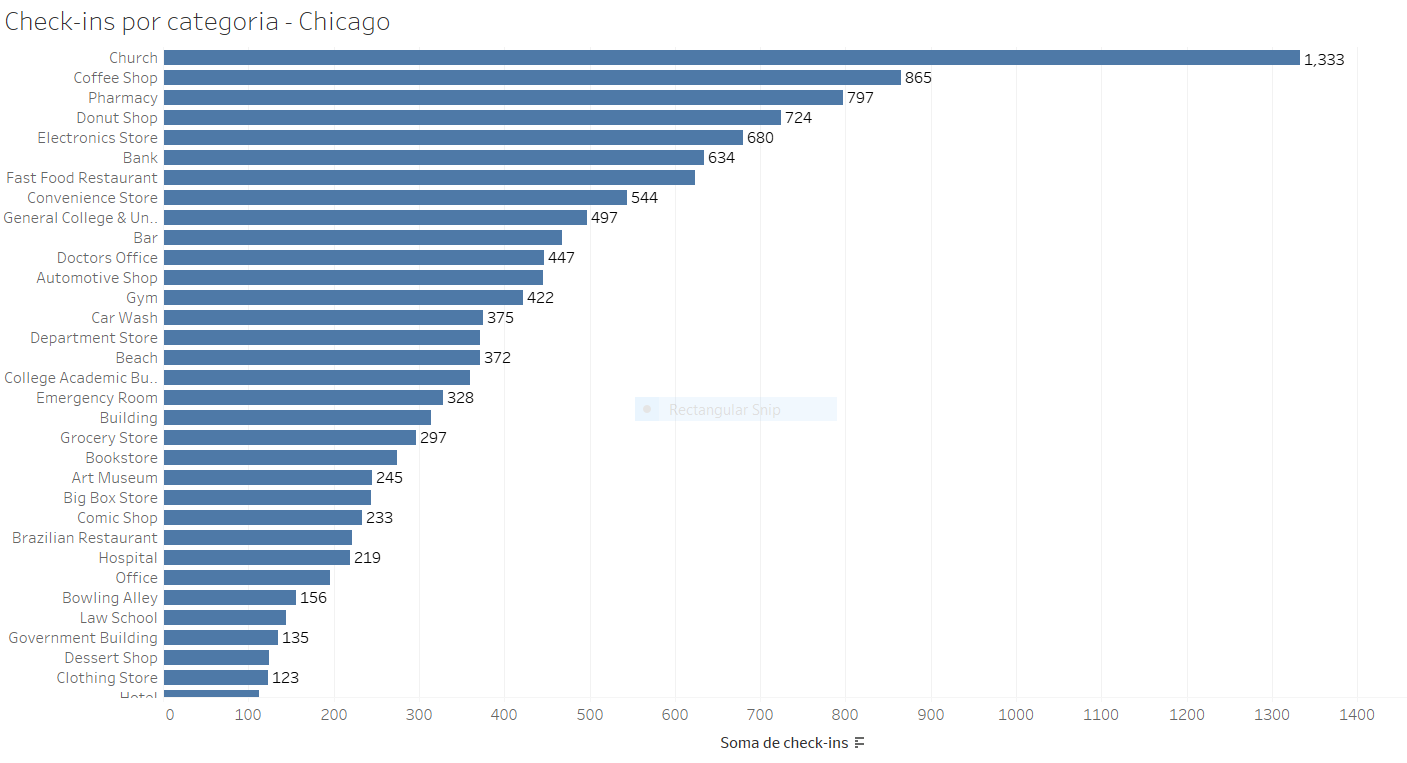 Check-ins por categoria - Chicago
Church 1,333
Coffee Shop 865
Pharmacy 797
Donut Shop 724
Electronics Store 680
Bank 634
Fast Food Restaurant
Convenience Store 544
General College & Un.. 497
Bar
Doctors Office 447
Automotive Shop
Gym 422
Car Wash 375
Department Store
Beach 372
College Academic Bu..
Emergency Room 328
Rectangular Snip
Building
Grocery Store 297
Bookstore
Art Museum 245
Big Box Store
Comic Shop 233
Brazilian Restaurant
Hospital 219
Office
Bowling Alley 156
Law School
Government Building 135
Dessert Shop
Clothing Store 123
Hotel
0 100 200 300 400 500 600 700 800 900 1000 1100 1200 1300 1400
Soma de check-ins